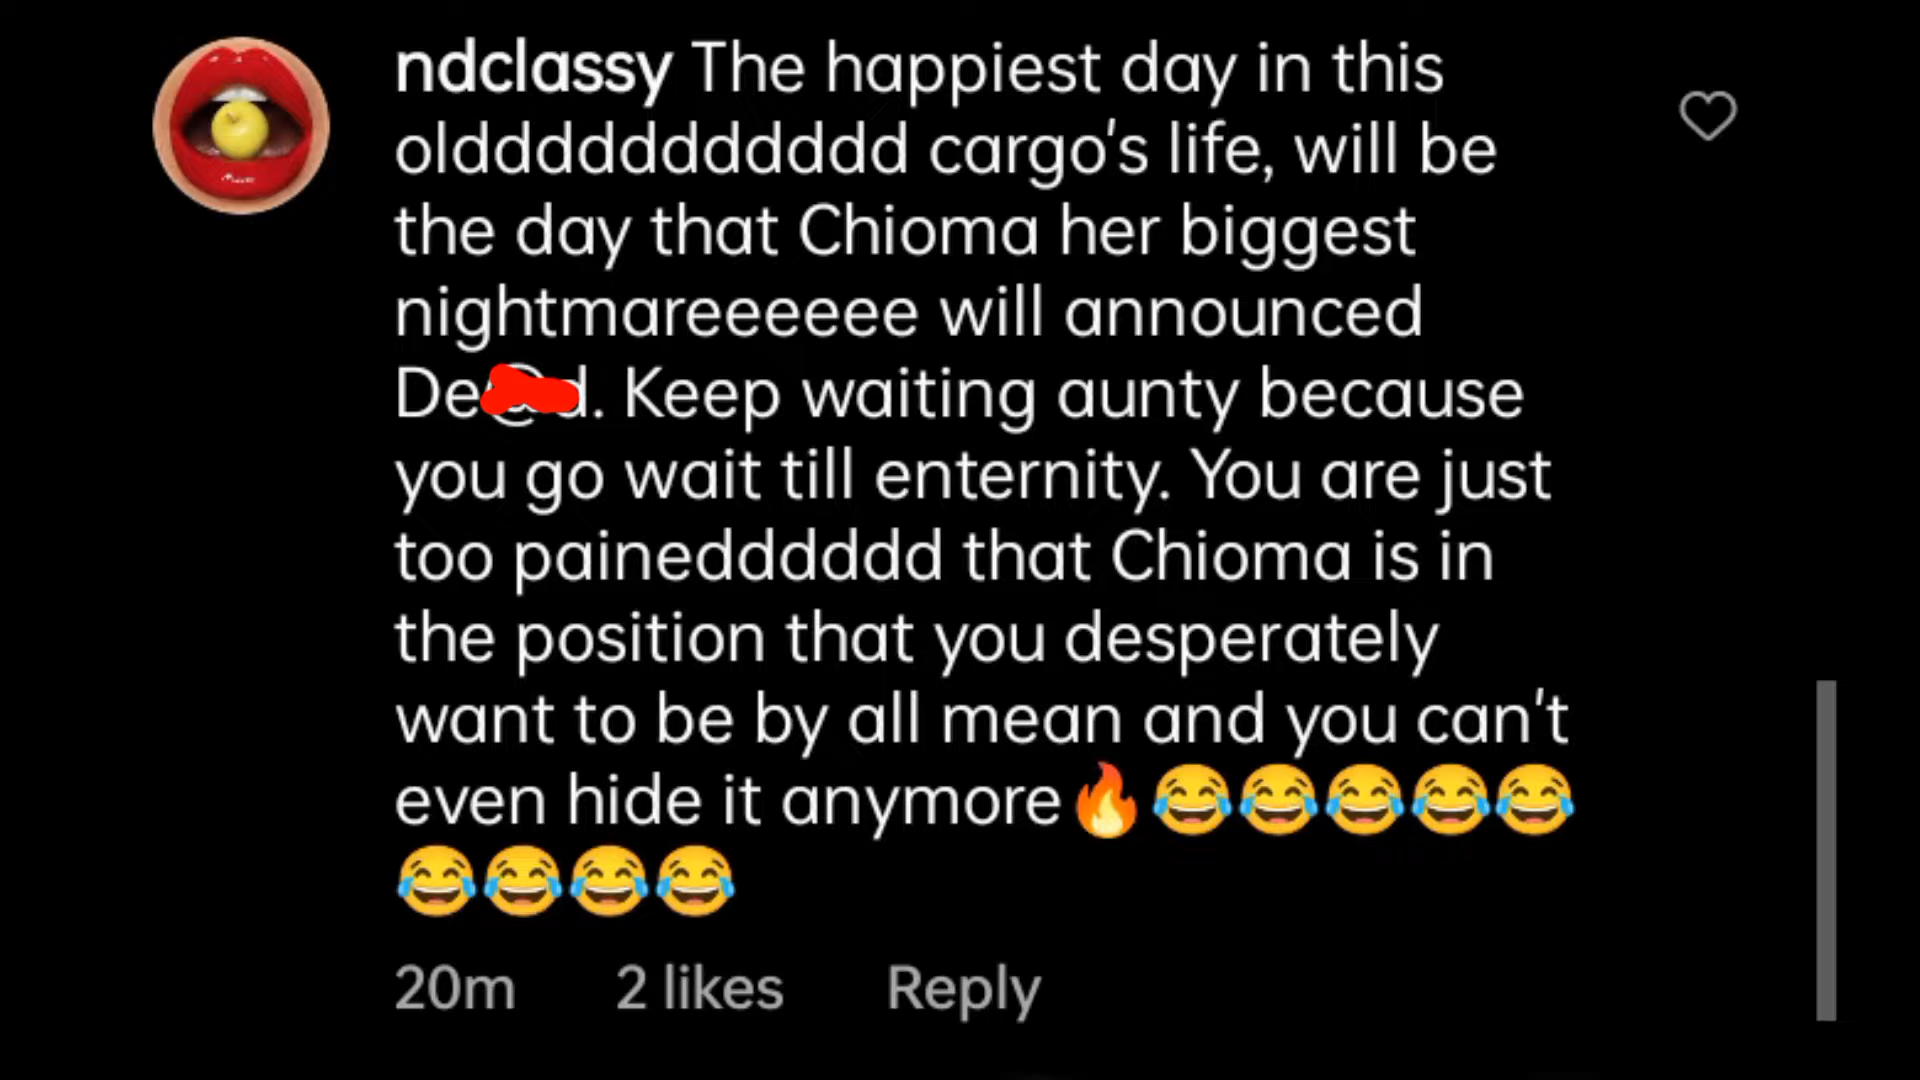 ndclassy The happiest day in this
oldddddddddddd cargo's life, will be
the day that Chioma her biggest
nightmareeeeee will announced
De@d. Keep waiting aunty because
you go wait till enternity. You are just
too painedddddd that Chioma is in
the position that you desperately
want to be by all mean and you can't
even hide it anymore🔥😂😂😂😂😂
😂😂😂😂
20m 2 likes Reply